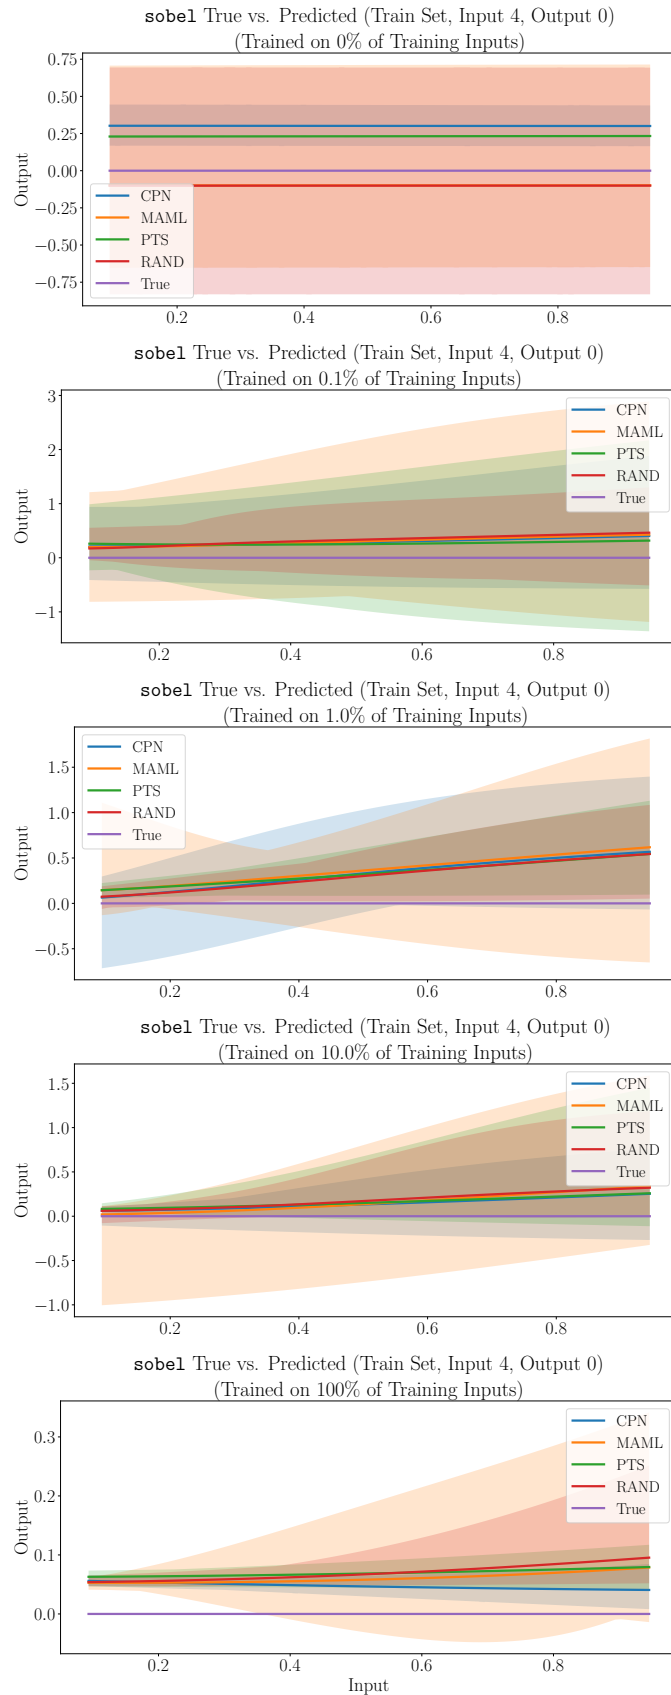 sobel True vs. Predicted (Train Set, Input 4, Output 0)
(Trained on 0% of Training Inputs)
0.75
0.50
0.25
0.00
−0.25
−0.50
−0.75
Output
CPN
MAML
PTS
RAND
True
0.2 0.4 0.6 0.8
sobel True vs. Predicted (Train Set, Input 4, Output 0)
(Trained on 0.1% of Training Inputs)
3
2
1
0
−1
Output
CPN
MAML
PTS
RAND
True
0.2 0.4 0.6 0.8
sobel True vs. Predicted (Train Set, Input 4, Output 0)
(Trained on 1.0% of Training Inputs)
1.5
1.0
0.5
0.0
−0.5
Output
CPN
MAML
PTS
RAND
True
0.2 0.4 0.6 0.8
sobel True vs. Predicted (Train Set, Input 4, Output 0)
(Trained on 10.0% of Training Inputs)
1.5
1.0
0.5
0.0
−0.5
−1.0
Output
CPN
MAML
PTS
RAND
True
0.2 0.4 0.6 0.8
sobel True vs. Predicted (Train Set, Input 4, Output 0)
(Trained on 100% of Training Inputs)
0.3
0.2
0.1
0.0
Output
CPN
MAML
PTS
RAND
True
0.2 0.4 0.6 0.8
Input